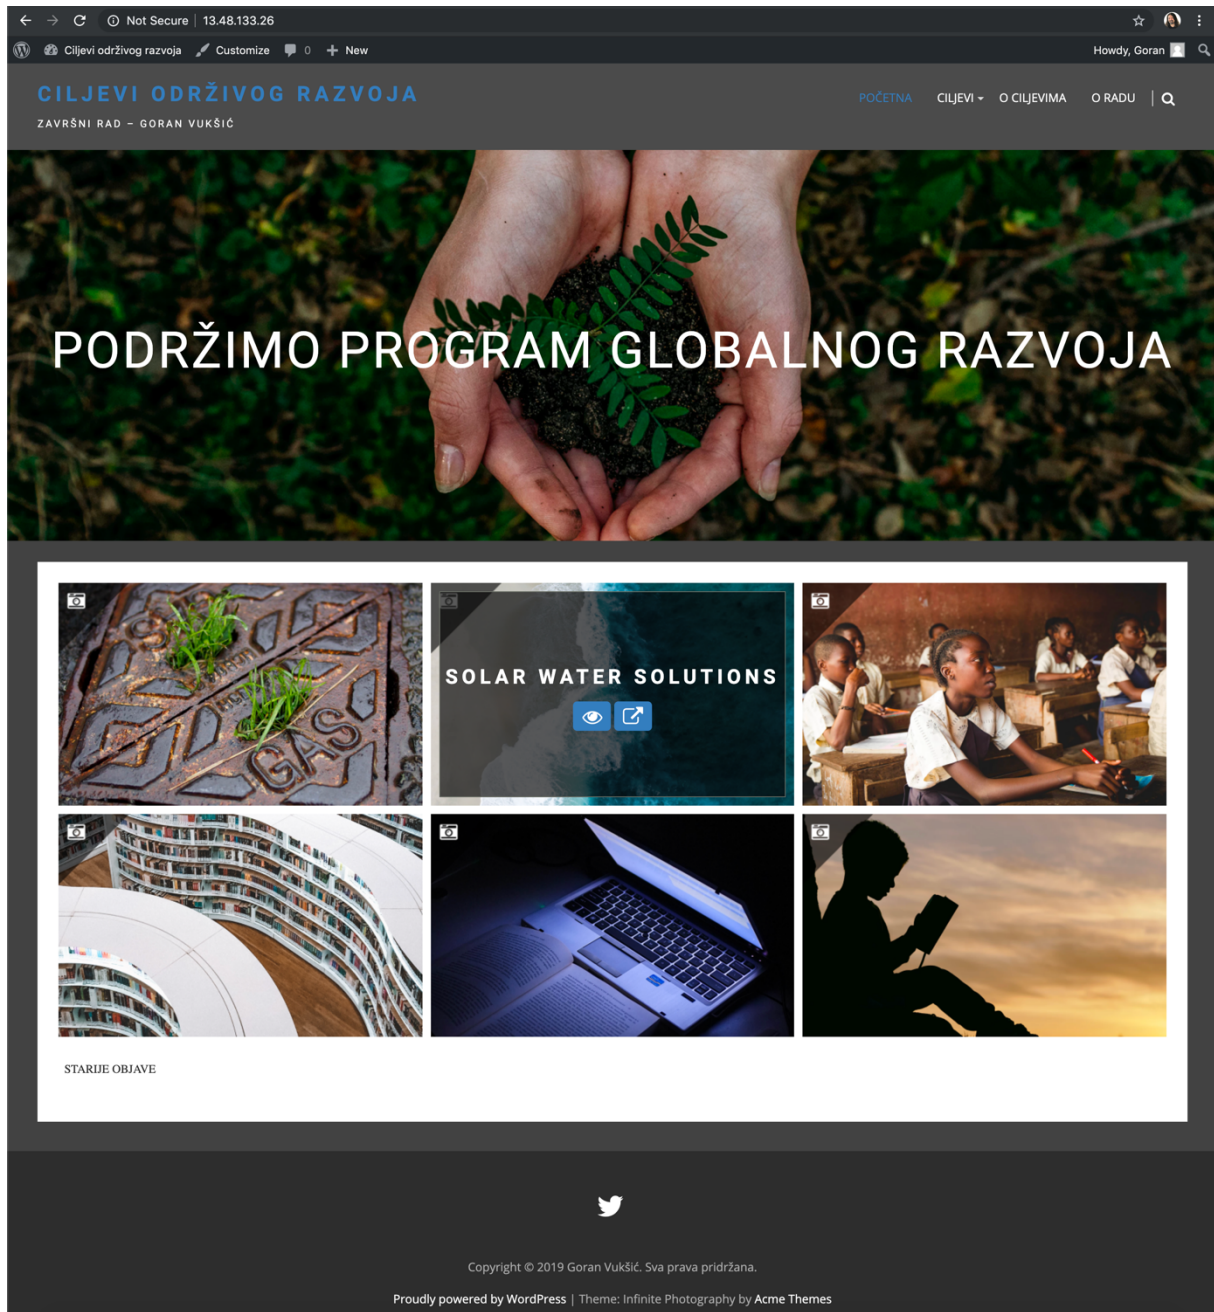 Not Secure | 13.48.133.26
Ciljevi održivog razvoja Customize 0 New Howdy, Goran
CILJEVI ODRŽIVOG RAZVOJA
ZAVRŠNI RAD – GORAN VUKŠIĆ
POČETNA CILJEVI O CILJEVIMA O RADU
PODRŽIMO PROGRAM GLOBALNOG RAZVOJA
GAS
SOLAR WATER SOLUTIONS
STARIJE OBJAVE
Copyright © 2019 Goran Vukšić. Sva prava pridržana.
Proudly powered by WordPress | Theme: Infinite Photography by Acme Themes